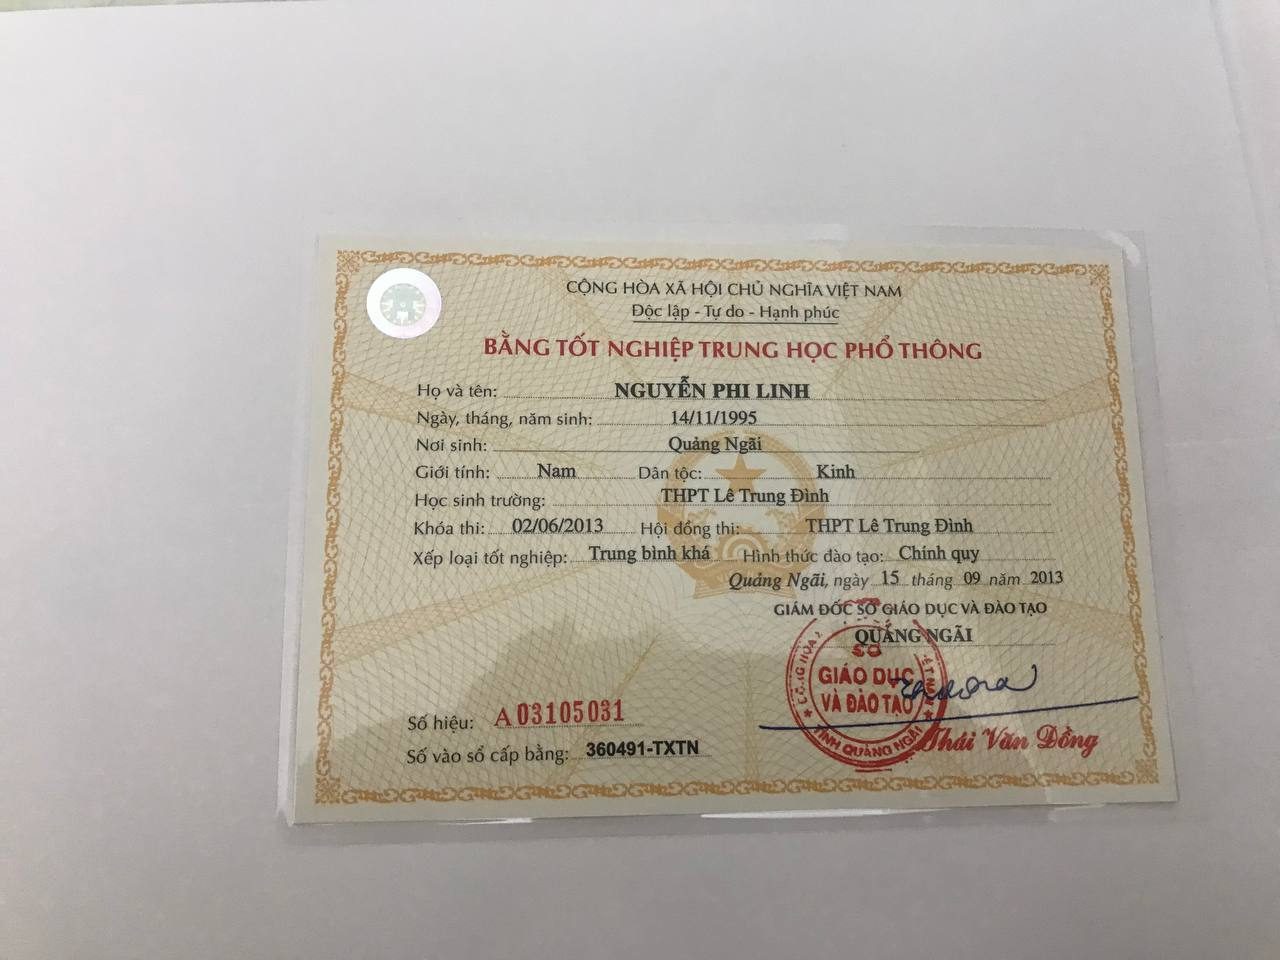 CỘNG HÒA XÃ HỘI CHỦ NGHĨA VIỆT NAM
Độc lập - Tự do - Hạnh phúc
BẰNG TỐT NGHIỆP TRUNG HỌC PHỔ THÔNG
Họ và tên: NGUYỄN PHI LINH
Ngày, tháng, năm sinh: 14/11/1995
Nơi sinh: Quảng Ngãi
Giới tính: Nam Dân tộc: Kinh
Học sinh trường: THPT Lê Trung Đình
Khóa thi: 02/06/2013 Hội đồng thi: THPT Lê Trung Đình
Xếp loại tốt nghiệp: Trung bình khá Hình thức đào tạo: Chính quy
Quảng Ngãi, ngày 15 tháng 09 năm 2013
GIÁM ĐỐC SỞ GIÁO DỤC VÀ ĐÀO TẠO
QUẢNG NGÃI
SỞ
GIÁO DỤC
VÀ ĐÀO TẠO
TỈNH QUẢNG NGÃI
Thái Văn Đồng
Số hiệu: A 03105031
Số vào sổ cấp bằng: 360491-TXTN